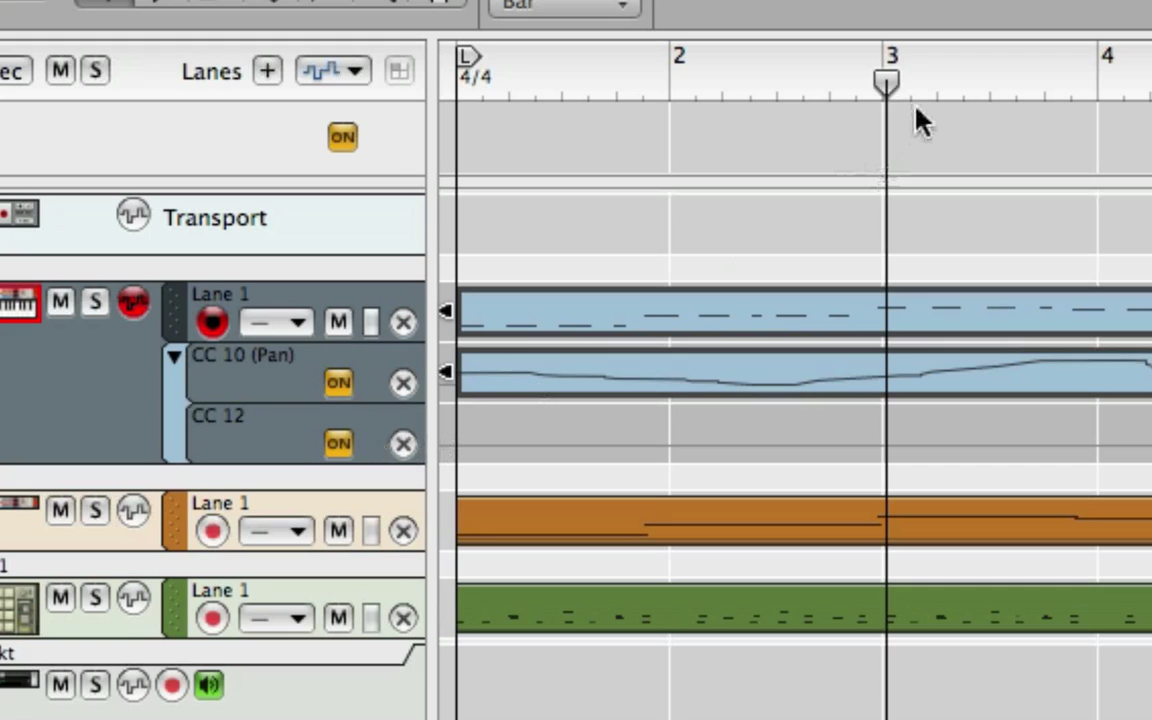 Bar
ec M S Lanes +
L 2 3 4
4/4
ON
Transport
Lane 1
M S — M
CC 10 (Pan)
ON
CC 12
ON
Lane 1
M S — M
1
Lane 1
M S — M
kt
M S